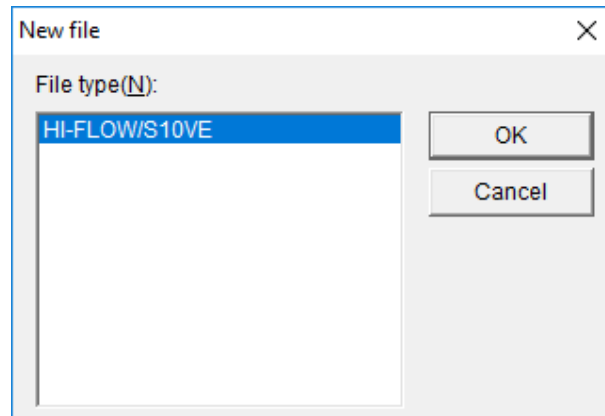 New file
File type(N):
HI-FLOW/S10VE
OK
Cancel